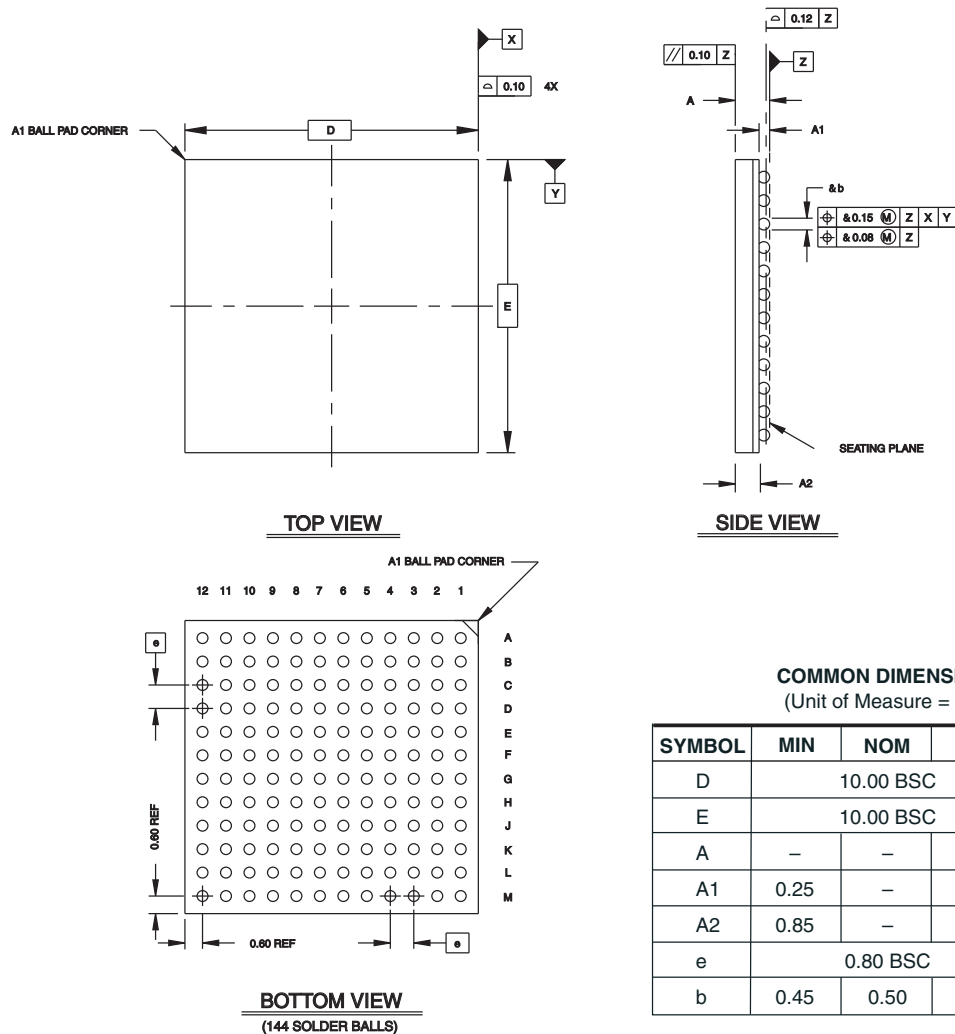 0.12 Z
X
// 0.10 Z
Z
0.10 4X
A
A1
A1 BALL PAD CORNER
D
Y
&b
&0.15 M Z X Y
&0.08 M Z
E
SEATING PLANE
A2
TOP VIEW
SIDE VIEW
A1 BALL PAD CORNER
12 11 10 9 8 7 6 5 4 3 2 1
e
A
B
C
D
E
F
G
H
J
K
L
M
0.60 REF
0.60 REF
e
BOTTOM VIEW
(144 SOLDER BALLS)
COMMON DIMENS
(Unit of Measure =
SYMBOL MIN NOM
D 10.00 BSC
E 10.00 BSC
A – –
A1 0.25 –
A2 0.85 –
e 0.80 BSC
b 0.45 0.50